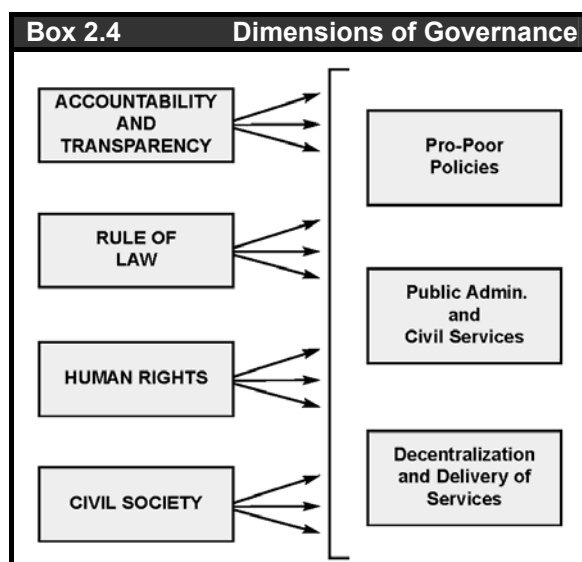 Box 2.4 Dimensions of Governance
ACCOUNTABILITY
AND
TRANSPARENCY
RULE OF
LAW
HUMAN RIGHTS
CIVIL SOCIETY
Pro-Poor
Policies
Public Admin.
and
Civil Services
Decentralization
and Delivery of
Services